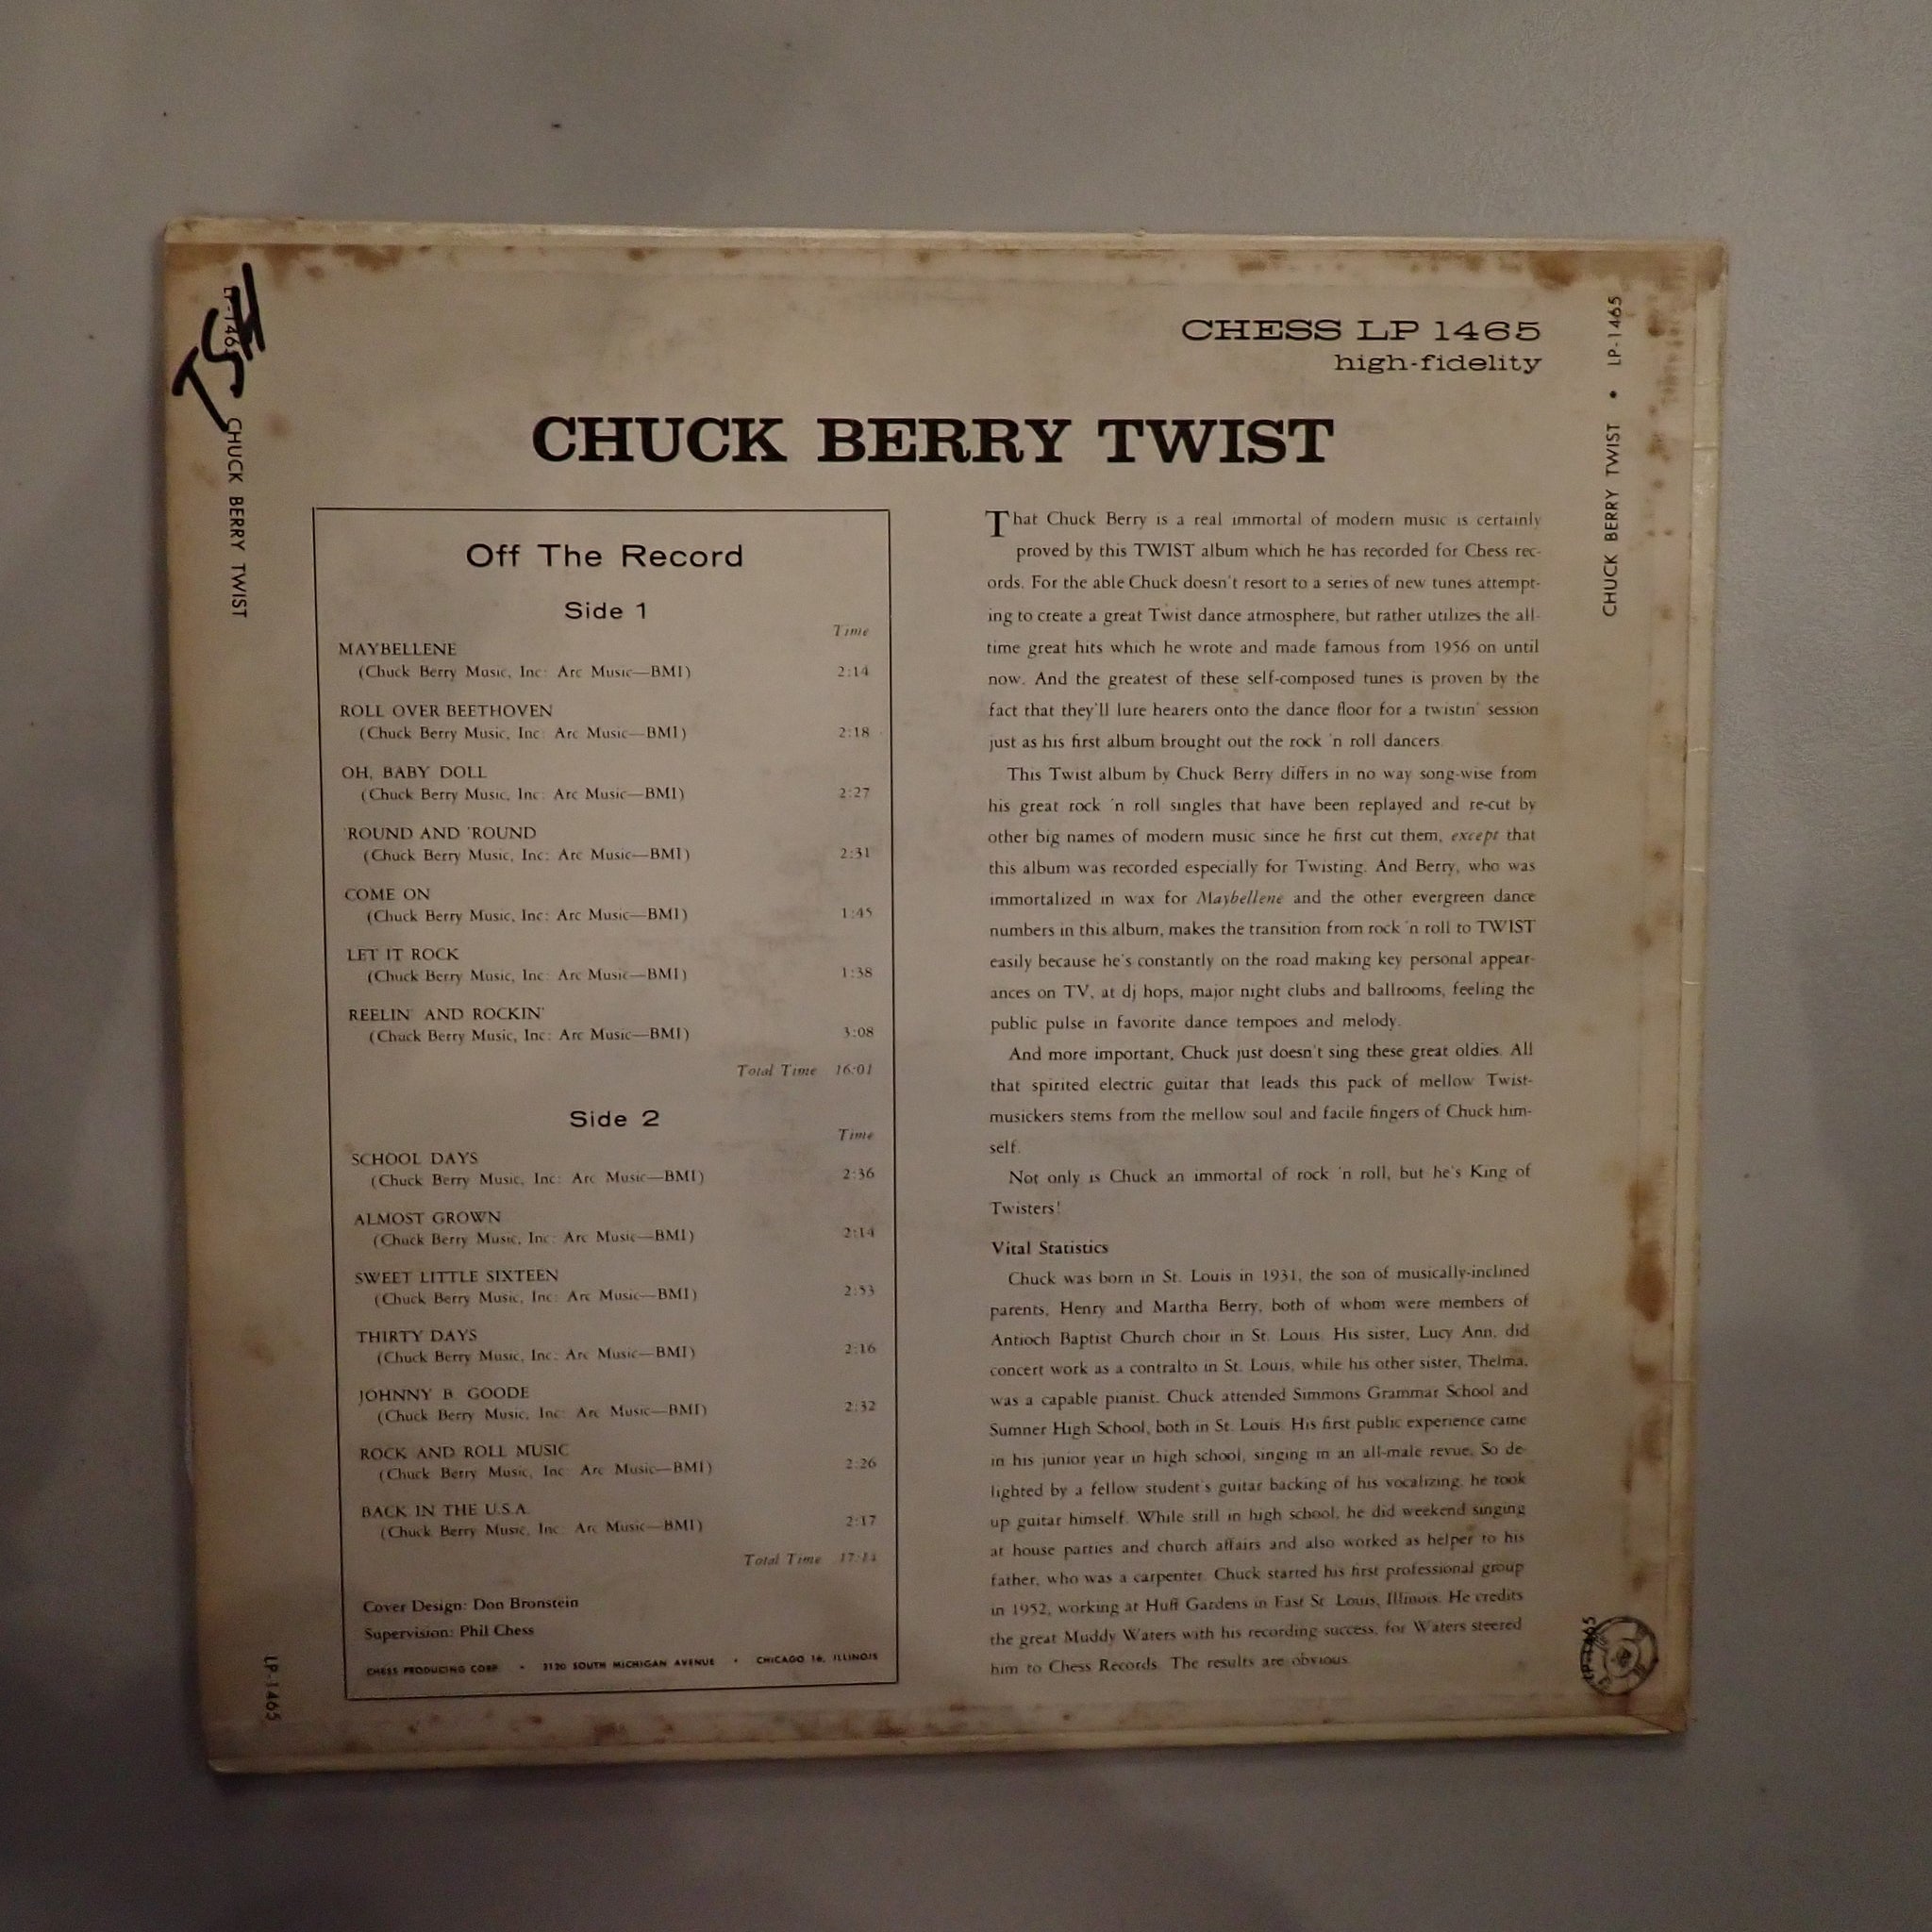 TSH
LP-1465
CHUCK BERRY TWIST
LP-1465
CHESS LP 1465
high-fidelity
CHUCK BERRY TWIST
Off The Record
Side 1
Time
MAYBELLENE
(Chuck Berry Music, Inc: Arc Music—BMI) 2:14
ROLL OVER BEETHOVEN
(Chuck Berry Music, Inc: Arc Music—BMI) 2:18
OH, BABY DOLL
(Chuck Berry Music, Inc: Arc Music—BMI) 2:27
'ROUND AND 'ROUND
(Chuck Berry Music, Inc: Arc Music—BMI) 2:31
COME ON
(Chuck Berry Music, Inc: Arc Music—BMI) 1:45
LET IT ROCK
(Chuck Berry Music, Inc: Arc Music—BMI) 1:38
REELIN' AND ROCKIN'
(Chuck Berry Music, Inc: Arc Music—BMI) 3:08
Total Time 16:01
Side 2
Time
SCHOOL DAYS
(Chuck Berry Music, Inc: Arc Music—BMI) 2:36
ALMOST GROWN
(Chuck Berry Music, Inc: Arc Music—BMI) 2:14
SWEET LITTLE SIXTEEN
(Chuck Berry Music, Inc: Arc Music—BMI) 2:53
THIRTY DAYS
(Chuck Berry Music, Inc: Arc Music—BMI) 2:16
JOHNNY B. GOODE
(Chuck Berry Music, Inc: Arc Music—BMI) 2:32
ROCK AND ROLL MUSIC
(Chuck Berry Music, Inc: Arc Music—BMI) 2:26
BACK IN THE U.S.A.
(Chuck Berry Music, Inc: Arc Music—BMI) 2:17
Total Time 17:14
Cover Design: Don Bronstein
Supervision: Phil Chess
CHESS PRODUCING CORP. • 2120 SOUTH MICHIGAN AVENUE • CHICAGO 16, ILLINOIS
That Chuck Berry is a real immortal of modern music is certainly
proved by this TWIST album which he has recorded for Chess rec-
ords. For the able Chuck doesn't resort to a series of new tunes attempt-
ing to create a great Twist dance atmosphere, but rather utilizes the all-
time great hits which he wrote and made famous from 1956 on until
now. And the greatest of these self-composed tunes is proven by the
fact that they'll lure hearers onto the dance floor for a twistin' session
just as his first album brought out the rock 'n roll dancers.
This Twist album by Chuck Berry differs in no way song-wise from
his great rock 'n roll singles that have been replayed and re-cut by
other big names of modern music since he first cut them, except that
this album was recorded especially for Twisting. And Berry, who was
immortalized in wax for Maybellene and the other evergreen dance
numbers in this album, makes the transition from rock 'n roll to TWIST
easily because he's constantly on the road making key personal appear-
ances on TV, at dj hops, major night clubs and ballrooms, feeling the
public pulse in favorite dance tempoes and melody.
And more important, Chuck just doesn't sing these great oldies. All
that spirited electric guitar that leads this pack of mellow Twist-
musickers stems from the mellow soul and facile fingers of Chuck him-
self.
Not only is Chuck an immortal of rock 'n roll, but he's King of
Twisters!
Vital Statistics
Chuck was born in St. Louis in 1931, the son of musically-inclined
parents, Henry and Martha Berry, both of whom were members of
Antioch Baptist Church choir in St. Louis. His sister, Lucy Ann, did
concert work as a contralto in St. Louis, while his other sister, Thelma,
was a capable pianist. Chuck attended Simmons Grammar School and
Sumner High School, both in St. Louis. His first public experience came
in his junior year in high school, singing in an all-male revue. So de-
lighted by a fellow student's guitar backing of his vocalizing, he took
up guitar himself. While still in high school, he did weekend singing
at house parties and church affairs and also worked as helper to his
father, who was a carpenter. Chuck started his first professional group
in 1952, working at Huff Gardens in East St. Louis, Illinois. He credits
the great Muddy Waters with his recording success, for Waters steered
him to Chess Records. The results are obvious.
CHUCK BERRY TWIST • LP-1465
LP-1465